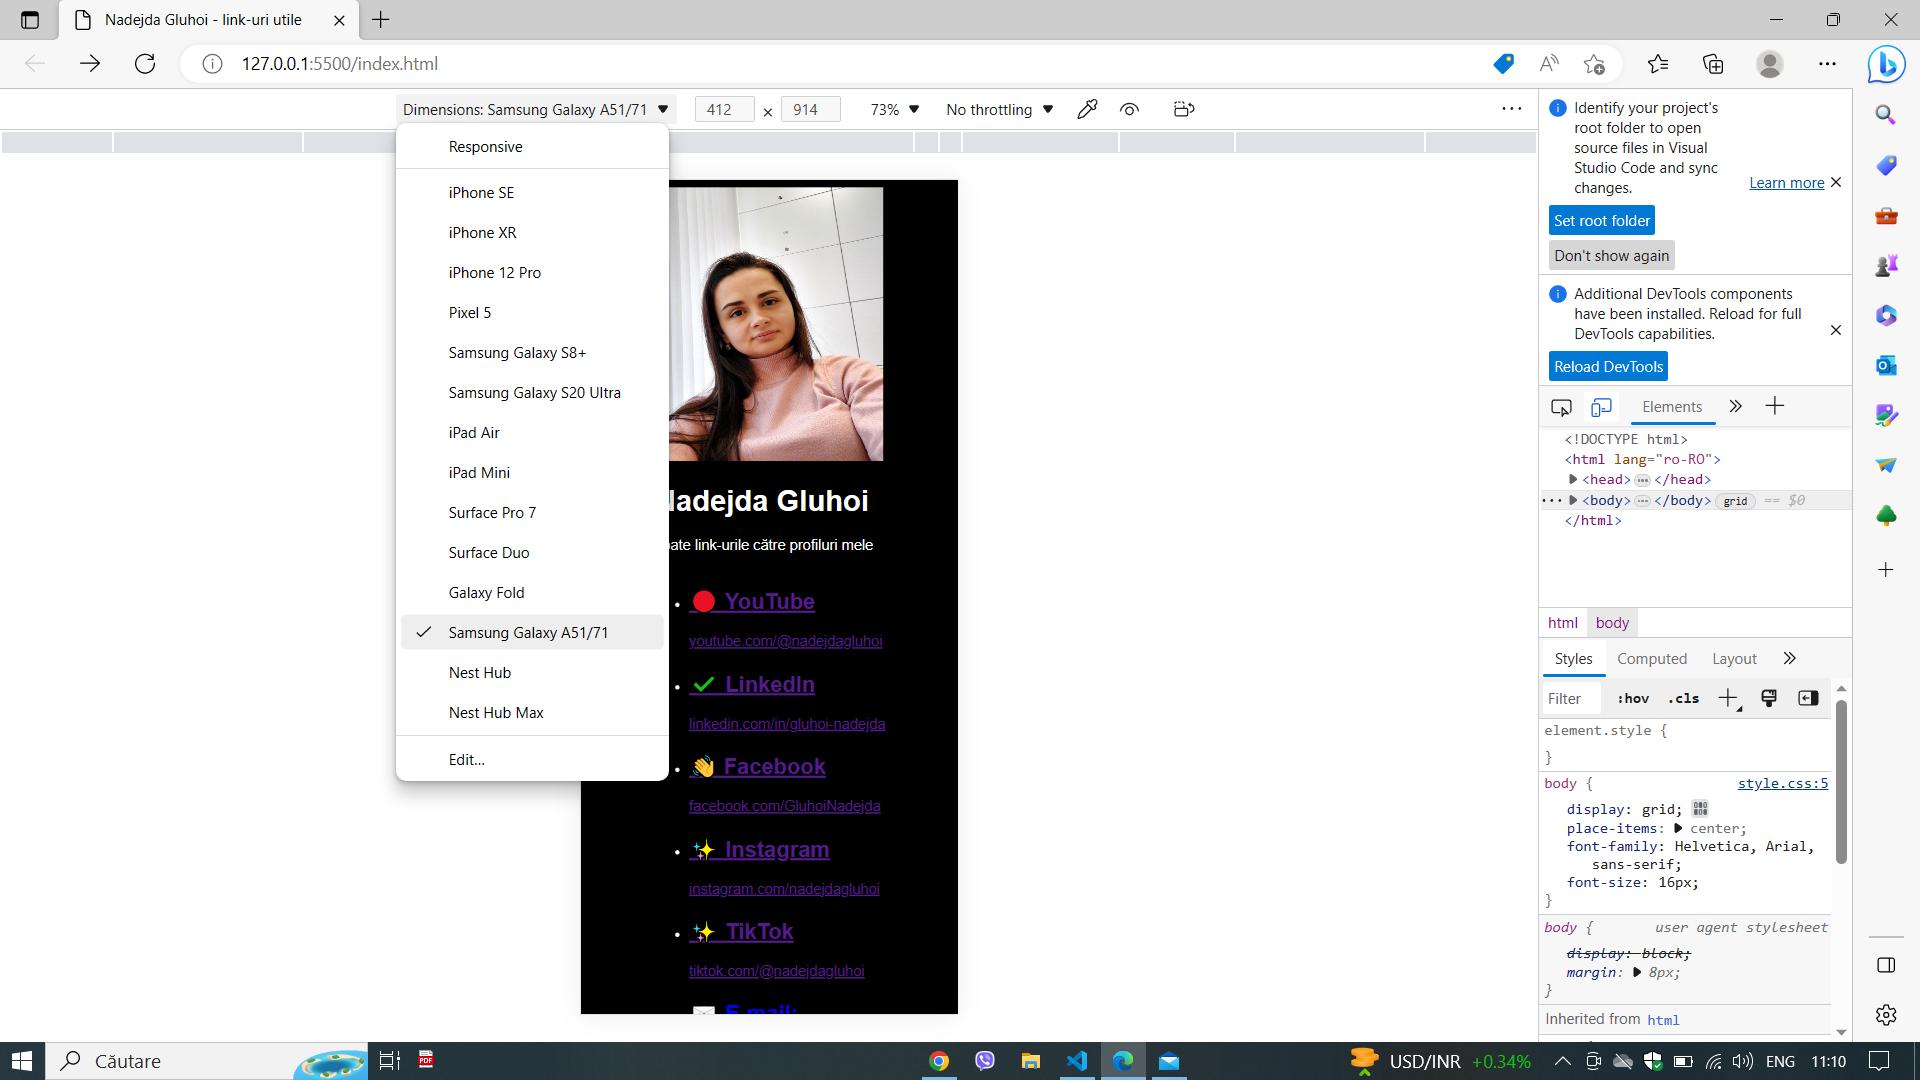 Nadejda Gluhoi - link-uri utile
127.0.0.1:5500/index.html
Dimensions: Samsung Galaxy A51/71
412 × 914
73%
No throttling
Responsive
iPhone SE
iPhone XR
iPhone 12 Pro
Pixel 5
Samsung Galaxy S8+
Samsung Galaxy S20 Ultra
iPad Air
iPad Mini
Surface Pro 7
Surface Duo
Galaxy Fold
Samsung Galaxy A51/71
Nest Hub
Nest Hub Max
Edit...
Nadejda Gluhoi
link-urile către profiluri mele
YouTube
youtube.com/@nadejdagluhoi
LinkedIn
linkedin.com/in/gluhoi-nadejda
Facebook
facebook.com/GluhoiNadejda
Instagram
instagram.com/nadejdagluhoi
TikTok
tiktok.com/@nadejdagluhoi
E mail:
Identify your project's
root folder to open
source files in Visual
Studio Code and sync
changes.
Learn more
Set root folder
Don't show again
Additional DevTools components
have been installed. Reload for full
DevTools capabilities.
Reload DevTools
Elements
<!DOCTYPE html>
<html lang="ro-RO">
<head> ••• </head>
••• <body> ••• </body> grid == $0
</html>
html body
Styles Computed Layout
Filter :hov .cls
element.style {
}
body { style.css:5
display: grid;
place-items: center;
font-family: Helvetica, Arial,
sans-serif;
font-size: 16px;
}
body { user agent stylesheet
display: block;
margin: 8px;
}
Inherited from html
Căutare
PDF
USD/INR +0.34%
ENG
11:10